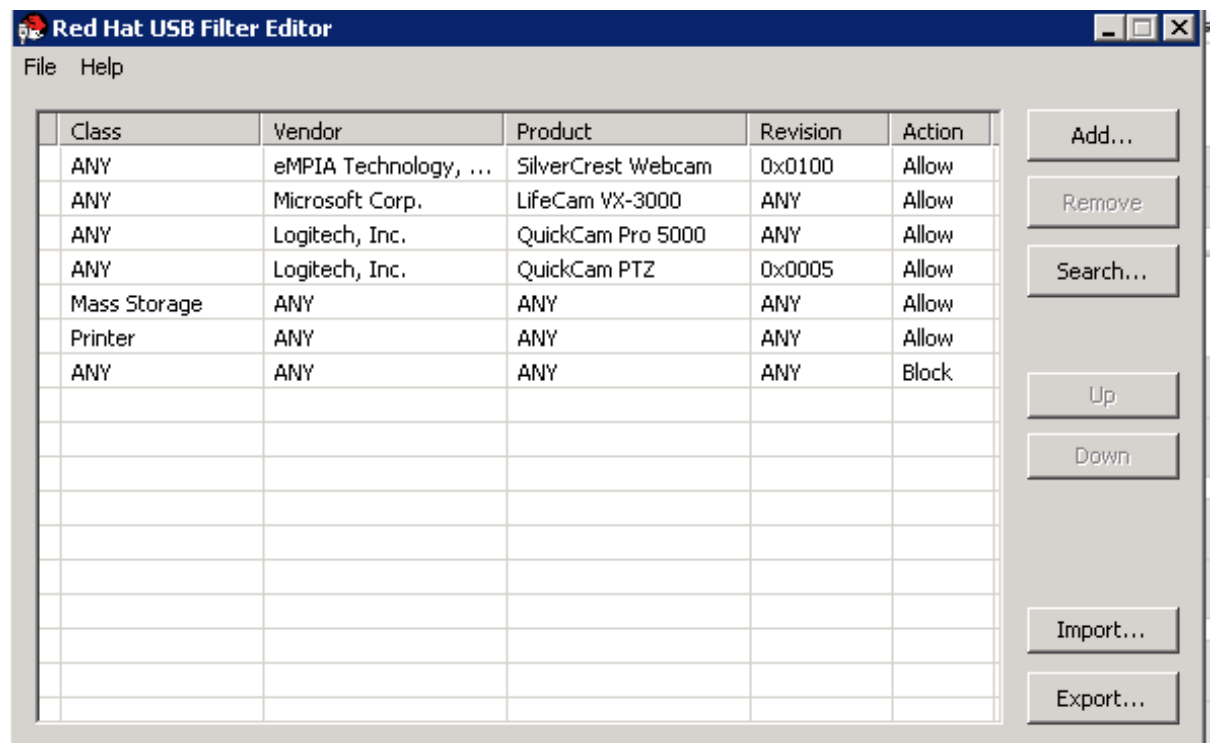 Red Hat USB Filter Editor
File Help
Class Vendor Product Revision Action
ANY eMPIA Technology, ... SilverCrest Webcam 0x0100 Allow
ANY Microsoft Corp. LifeCam VX-3000 ANY Allow
ANY Logitech, Inc. QuickCam Pro 5000 ANY Allow
ANY Logitech, Inc. QuickCam PTZ 0x0005 Allow
Mass Storage ANY ANY ANY Allow
Printer ANY ANY ANY Allow
ANY ANY ANY ANY Block
Add...
Remove
Search...
Up
Down
Import...
Export...